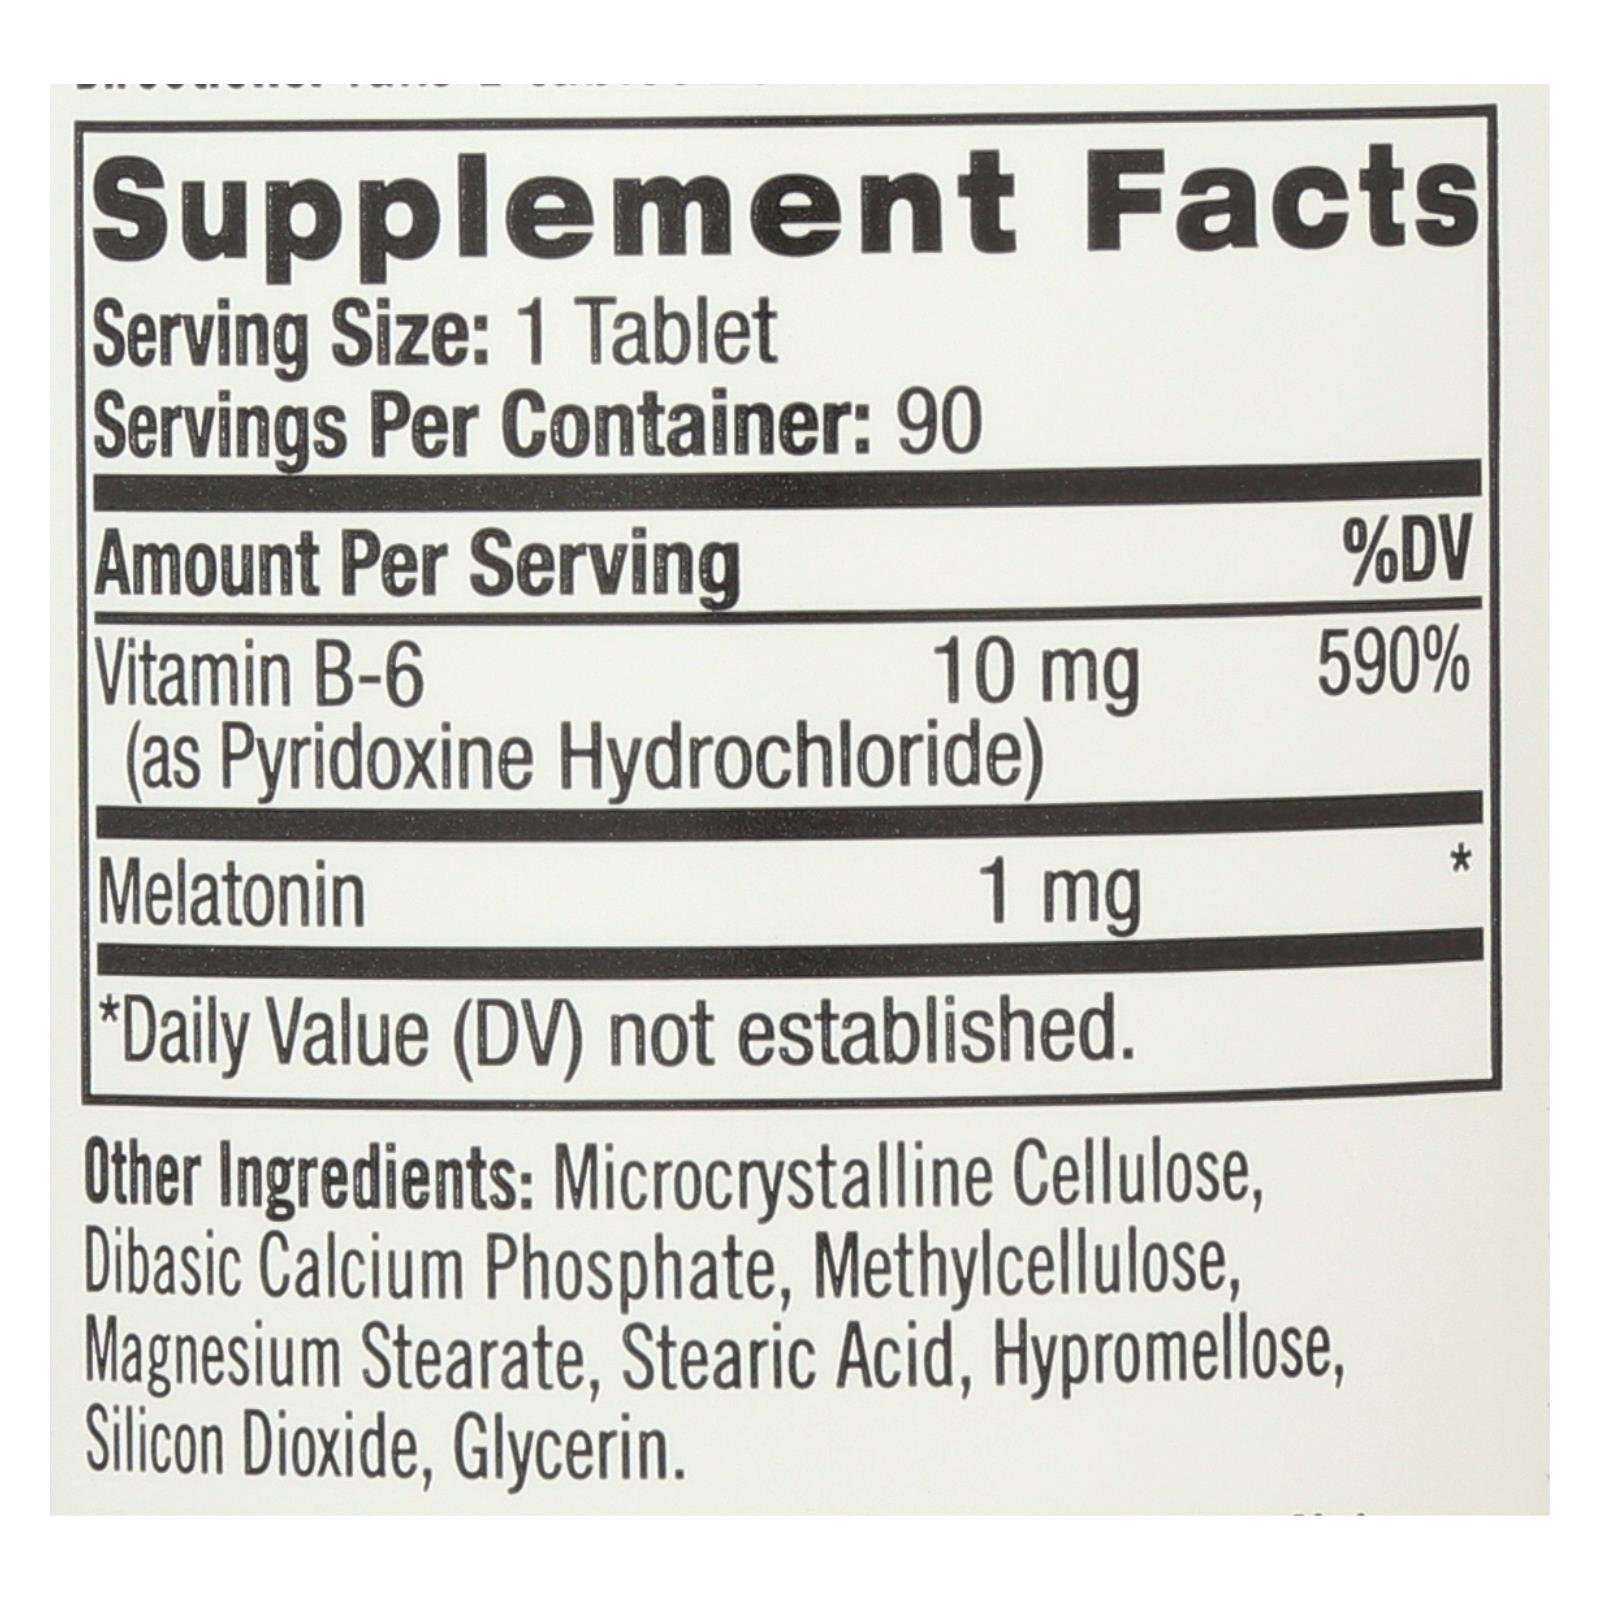 Supplement Facts
Serving Size: 1 Tablet
Servings Per Container: 90
Amount Per Serving %DV
Vitamin B-6 10 mg 590%
(as Pyridoxine Hydrochloride)
Melatonin 1 mg *
*Daily Value (DV) not established.
Other Ingredients: Microcrystalline Cellulose,
Dibasic Calcium Phosphate, Methylcellulose,
Magnesium Stearate, Stearic Acid, Hypromellose,
Silicon Dioxide, Glycerin.